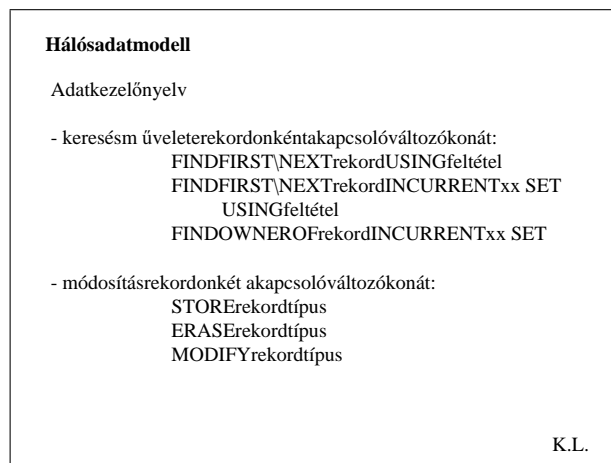 Hálósadatmodell
Adatkezelőnyelv
- keresésm űveleterekordonkéntakapcsolóváltozókonát:
FINDFIRST\NEXTrekordUSINGfeltétel
FINDFIRST\NEXTrekordINCURRENTxx SET
USINGfeltétel
FINDOWNEROFrekordINCURRENTxx SET
- módosításrekordonkét akapcsolóváltozókonát:
STORErekordtípus
ERASErekordtípus
MODIFYrekordtípus
K.L.